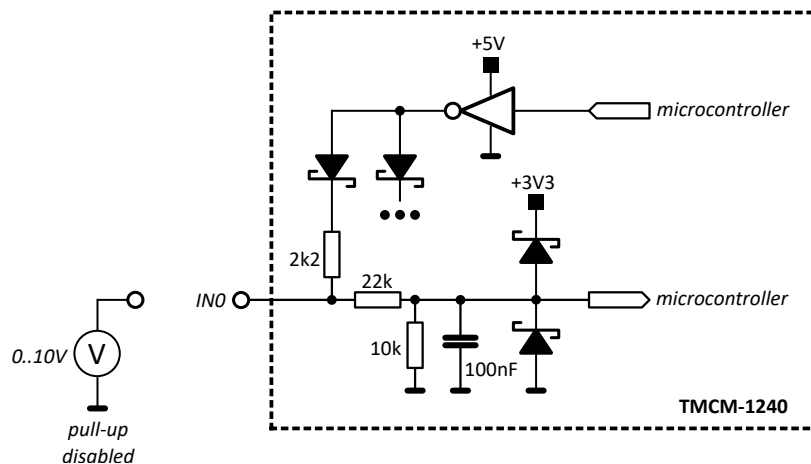 +5V
microcontroller
+3V3
2k2
22k
IN0
microcontroller
0..10V
V
10k
100nF
TMCM-1240
pull-up
disabled